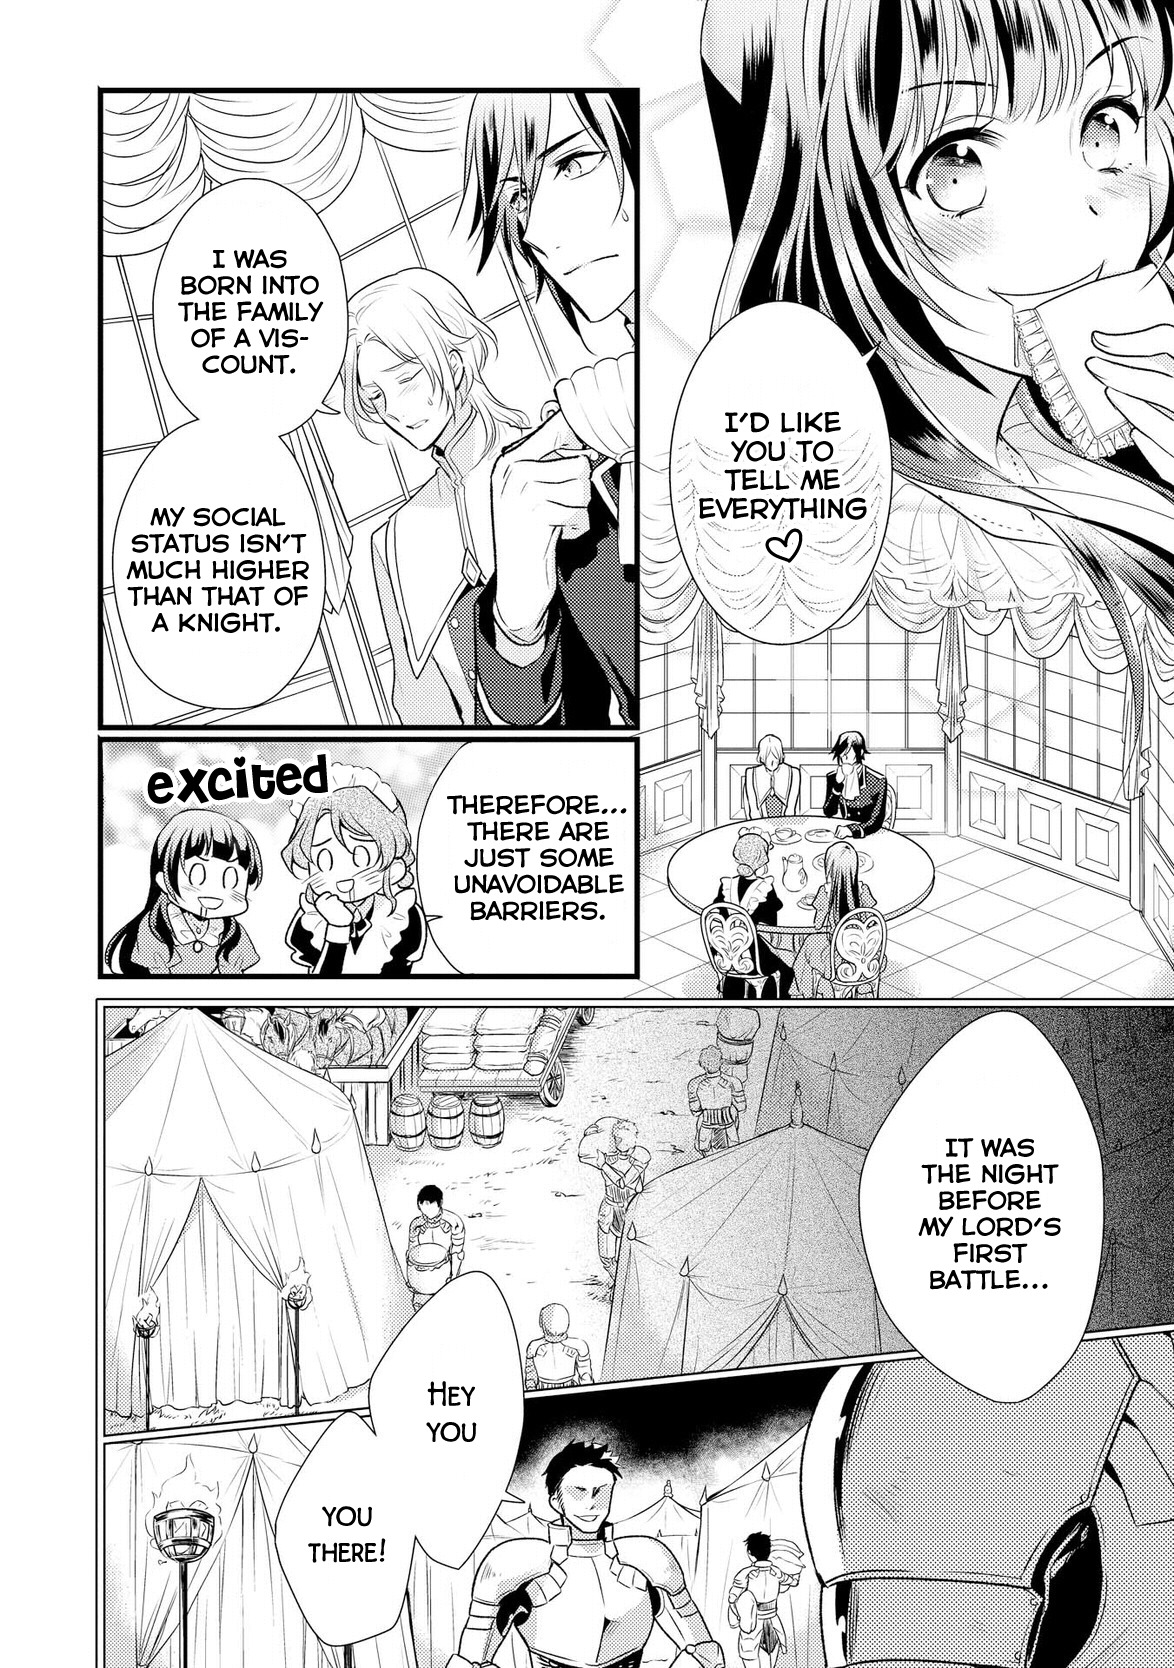 I'D LIKE
YOU TO
TELL ME
EVERYTHING
♡
I WAS
BORN INTO
THE FAMILY
OF A VIS-
COUNT.
MY SOCIAL
STATUS ISN'T
MUCH HIGHER
THAN THAT OF
A KNIGHT.
THEREFORE...
THERE ARE
JUST SOME
UNAVOIDABLE
BARRIERS.
excited
IT WAS
THE NIGHT
BEFORE
MY LORD'S
FIRST
BATTLE...
HEY
YOU
YOU
THERE!